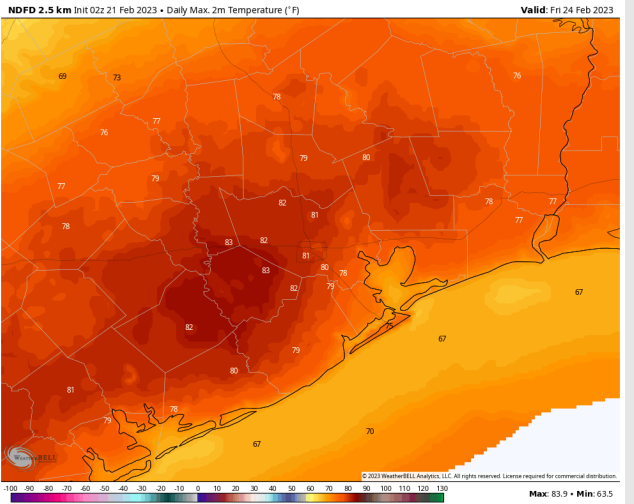 NDFD 2.5 km Init 02z 21 Feb 2023 • Daily Max. 2m Temperature (°F) Valid: Fri 24 Feb 2023
69 73 76
78
77
76
79 80
79
77
78 77
82
81 77
78
83 82
81
83 80 78
82 79 67
82 75
67
79
80
81
79 78
70
67
WeatherBELL
© 2023 WeatherBELL Analytics, LLC. All rights reserved. License required for commercial distribution.
-100 -90 -80 -70 -60 -50 -40 -30 -20 -10 0 10 20 30 40 50 60 70 80 90 100 110 120 130 Max: 83.9 • Min: 63.5